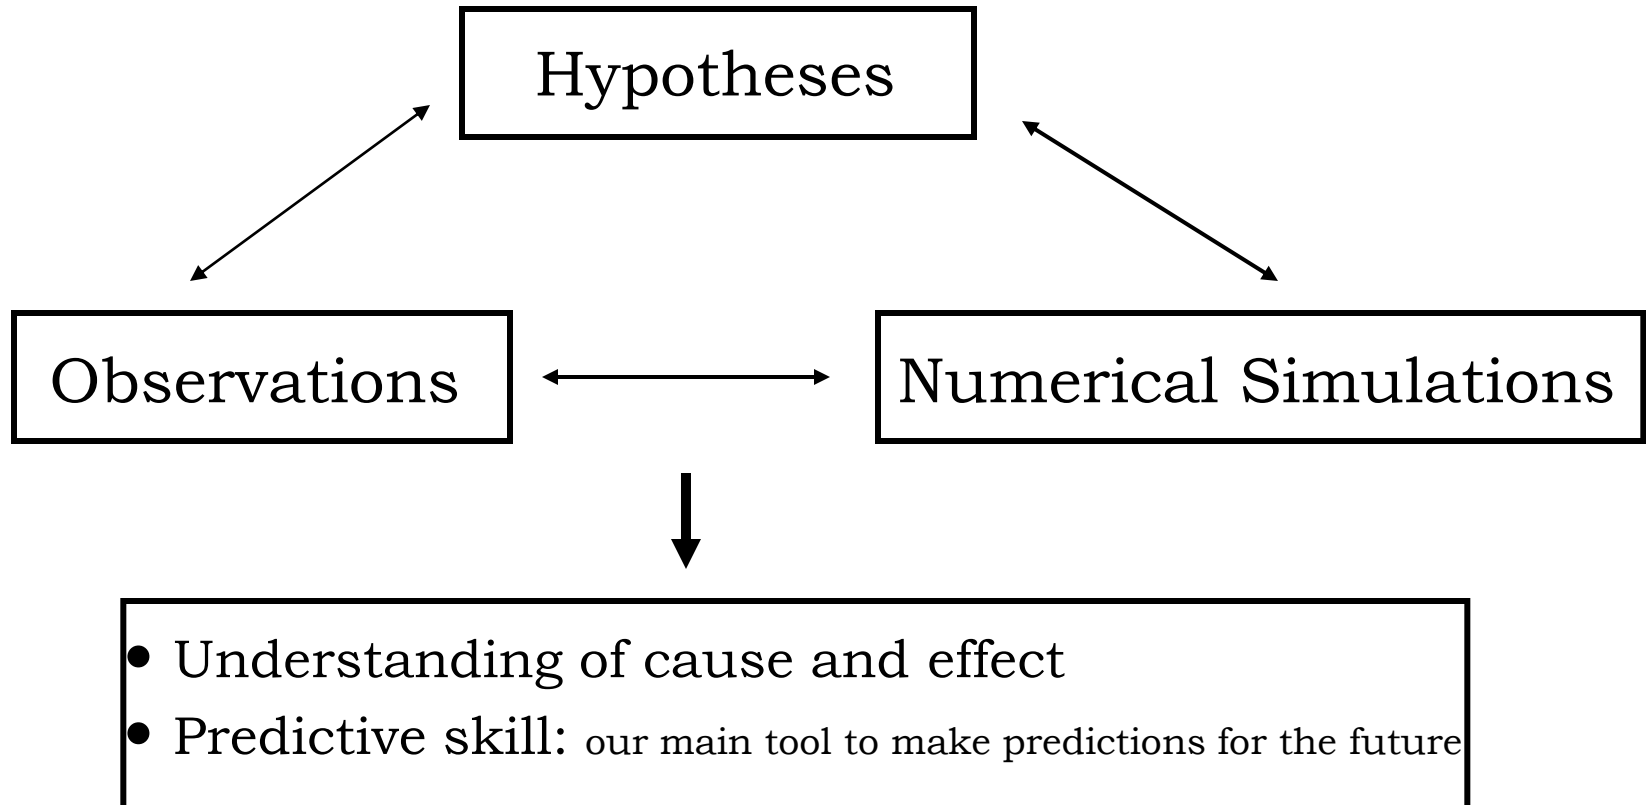 Hypotheses
Observations
Numerical Simulations
• Understanding of cause and effect
• Predictive skill: our main tool to make predictions for the future